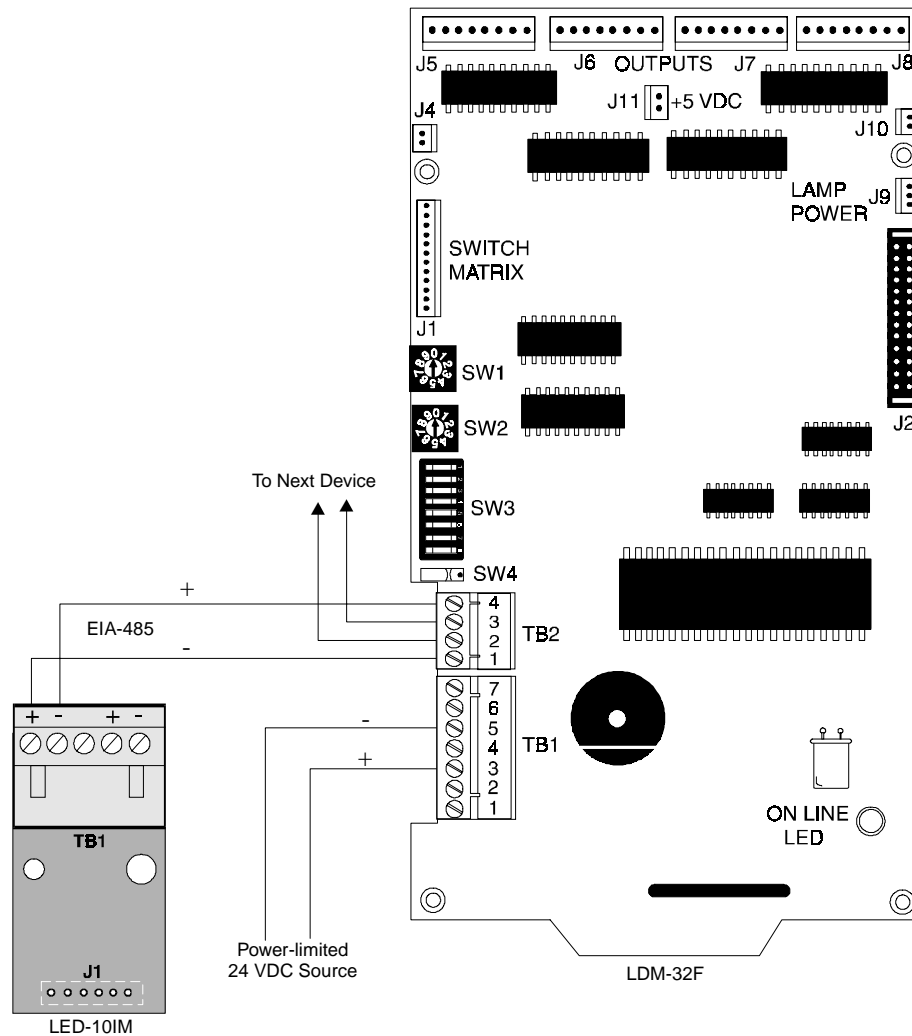 J5
J6
OUTPUTS
J7
J8
J11
+5 VDC
J4
J10
LAMP
POWER
J9
SWITCH
MATRIX
J1
SW1
SW2
J2
To Next Device
SW3
SW4
+
EIA-485
-
4
3
2
1
TB2
7
6
5
4
3
2
1
TB1
-
+
+ - + -
TB1
ON LINE
LED
Power-limited
24 VDC Source
LDM-32F
J1
LED-10IM